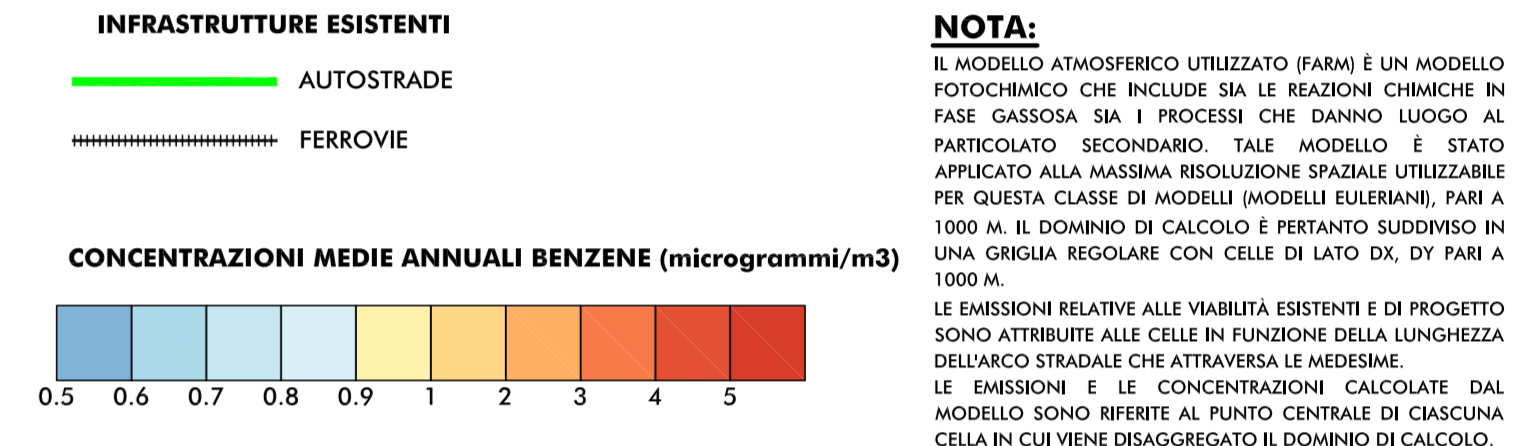 INFRASTRUTTURE ESISTENTI
AUTOSTRADE
FERROVIE
CONCENTRAZIONI MEDIE ANNUALI BENZENE (microgrammi/m3)
0.5 0.6 0.7 0.8 0.9 1 2 3 4 5
NOTA:
IL MODELLO ATMOSFERICO UTILIZZATO (FARM) È UN MODELLO
FOTOCHIMICO CHE INCLUDE SIA LE REAZIONI CHIMICHE IN
FASE GASSOSA SIA I PROCESSI CHE DANNO LUOGO AL
PARTICOLATO SECONDARIO. TALE MODELLO È STATO
APPLICATO ALLA MASSIMA RISOLUZIONE SPAZIALE UTILIZZABILE
PER QUESTA CLASSE DI MODELLI (MODELLI EULERIANI), PARI A
1000 M. IL DOMINIO DI CALCOLO È PERTANTO SUDDIVISO IN
UNA GRIGLIA REGOLARE CON CELLE DI LATO DX, DY PARI A
1000 M.
LE EMISSIONI RELATIVE ALLE VIABILITÀ ESISTENTI E DI PROGETTO
SONO ATTRIBUITE ALLE CELLE IN FUNZIONE DELLA LUNGHEZZA
DELL'ARCO STRADALE CHE ATTRAVERSA LE MEDESIME.
LE EMISSIONI E LE CONCENTRAZIONI CALCOLATE DAL
MODELLO SONO RIFERITE AL PUNTO CENTRALE DI CIASCUNA
CELLA IN CUI VIENE DISAGGREGATO IL DOMINIO DI CALCOLO.